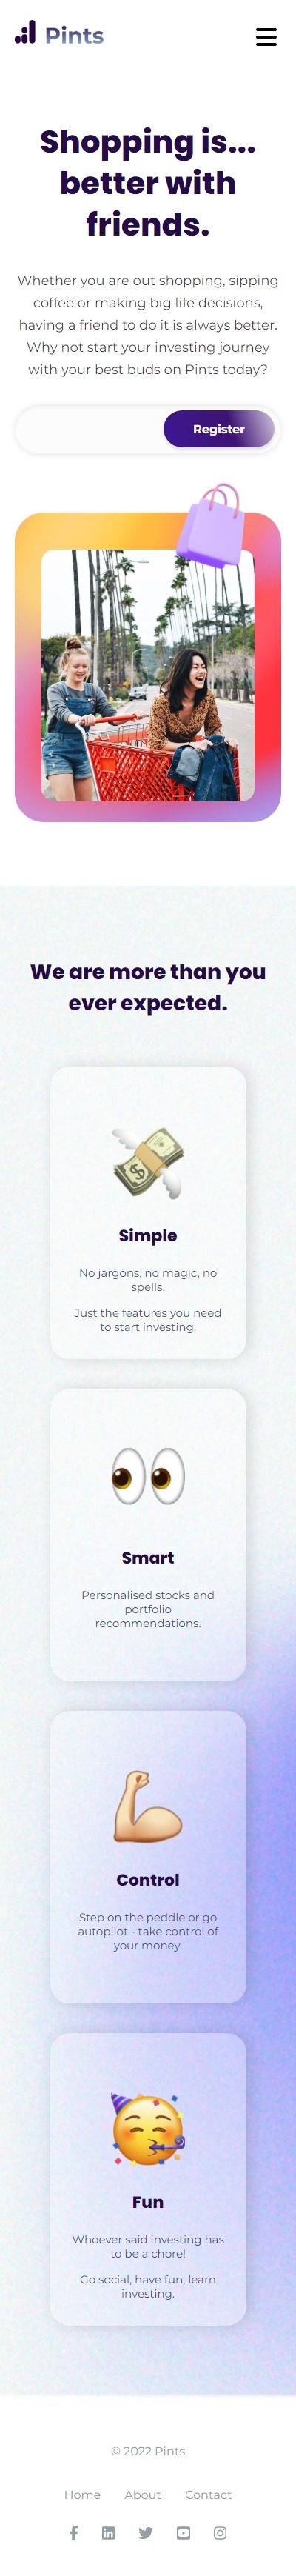 Pints
Shopping is...
better with
friends.
Whether you are out shopping, sipping
coffee or making big life decisions,
having a friend to do it is always better.
Why not start your investing journey
with your best buds on Pints today?
Register
We are more than you
ever expected.
Simple
No jargons, no magic, no
spells.
Just the features you need
to start investing.
Smart
Personalised stocks and
portfolio
recommendations.
Control
Step on the peddle or go
autopilot - take control of
your money.
Fun
Whoever said investing has
to be a chore!
Go social, have fun, learn
investing.
© 2022 Pints
Home About Contact